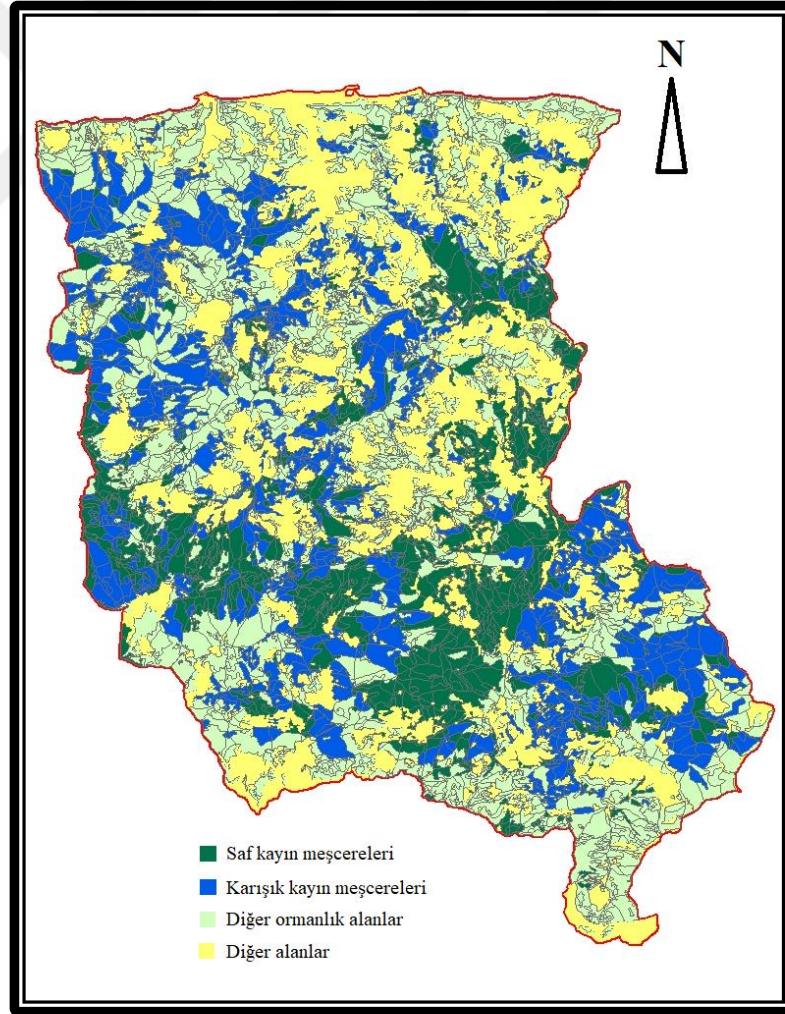 N
Saf kayın meşcereleri
Karışık kayın meşcereleri
Diğer ormanlık alanlar
Diğer alanlar